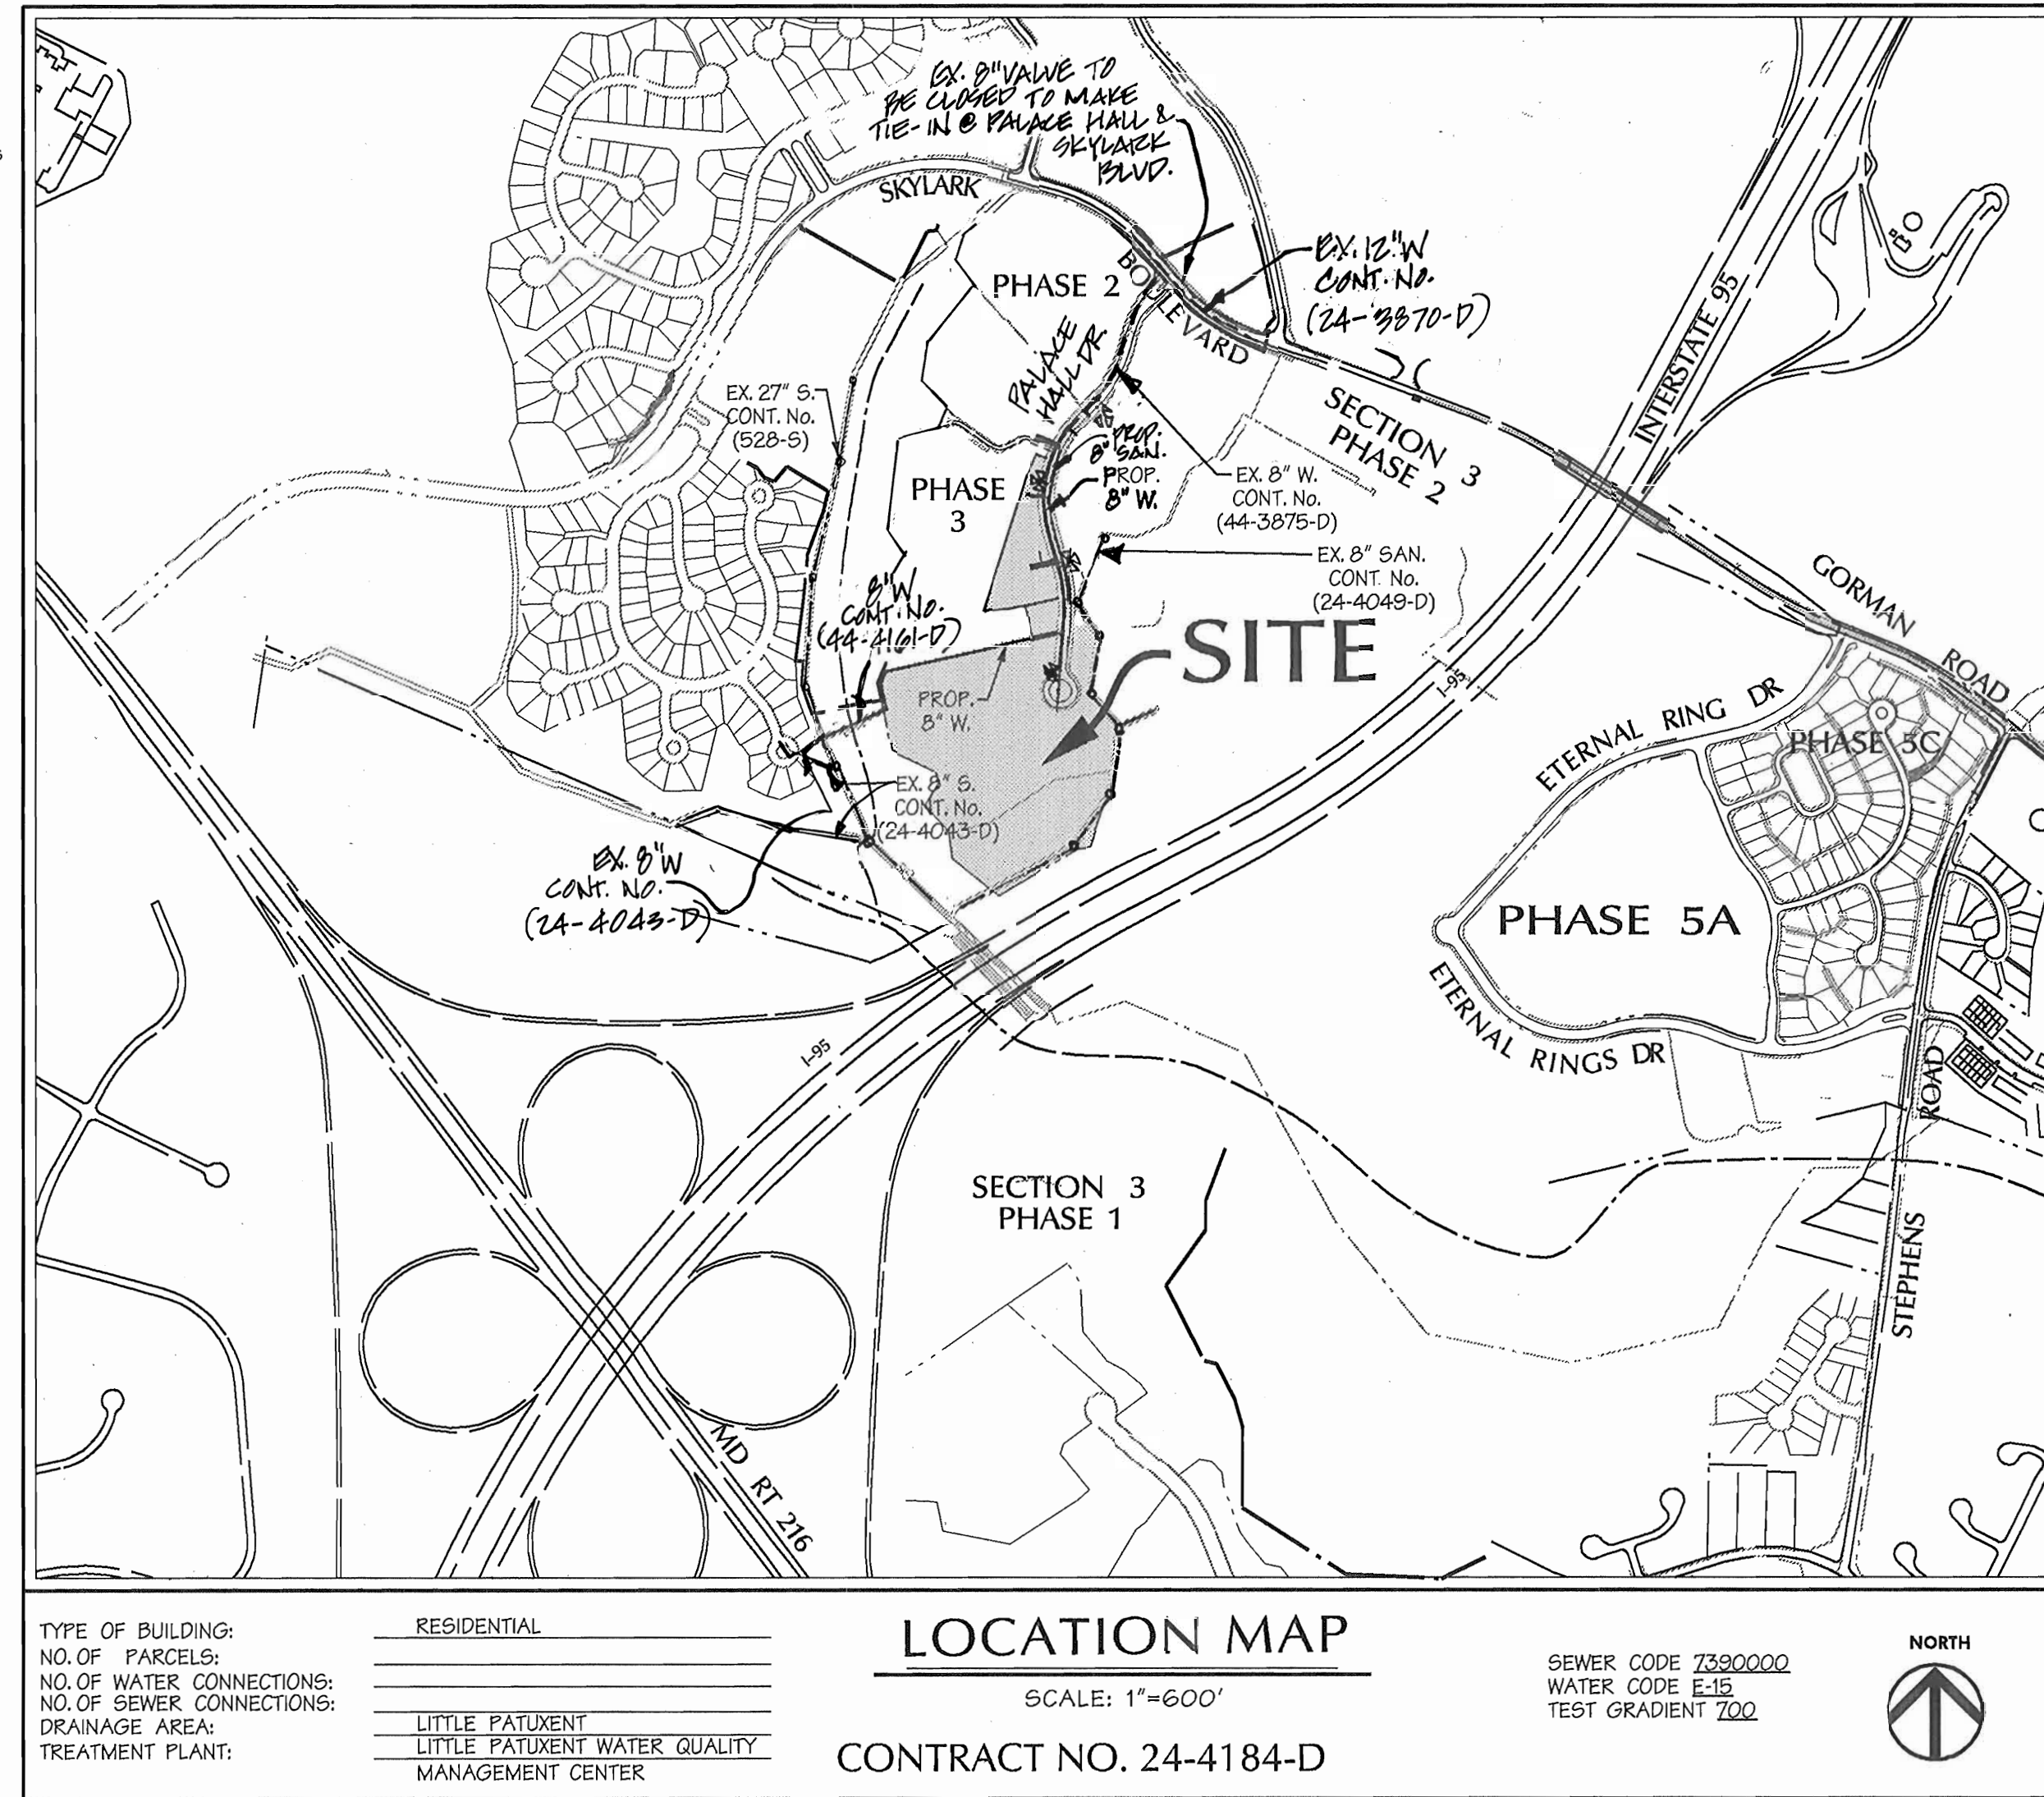 EX. 8" VALVE TO
BE CLOSED TO MAKE
TIE-IN @ PALACE HALL &
SKYLARK
BLVD.
SKYLARK
BOULEVARD
EX. 12" W
CONT. NO.
(24-3870-D)
PHASE 2
PALACE
HALL DR.
INTERSTATE 95
EX. 27" S.
CONT. No.
(528-S)
SECTION 3
PHASE 2
PROP.
8" SAN.
PROP.
8" W.
EX. 8" W.
CONT. No.
(44-3875-D)
PHASE
3
EX. 8" SAN.
CONT. No.
(24-4049-D)
8" W
CONT. NO.
(44-4161-D)
SITE
GORMAN
ROAD
I-95
PROP.
8" W.
ETERNAL RING DR
PHASE 5C
EX. 8" S.
CONT. No.
(24-4043-D)
EX. 8" W
CONT. NO.
(24-4043-D)
PHASE 5A
ETERNAL RINGS DR
I-95
ROAD
STEPHENS
SECTION 3
PHASE 1
MD RT 216
TYPE OF BUILDING: RESIDENTIAL
NO. OF PARCELS:
NO. OF WATER CONNECTIONS:
NO. OF SEWER CONNECTIONS:
DRAINAGE AREA: LITTLE PATUXENT
TREATMENT PLANT: LITTLE PATUXENT WATER QUALITY
MANAGEMENT CENTER
LOCATION MAP
SCALE: 1"=600'
CONTRACT NO. 24-4184-D
SEWER CODE 7390000
WATER CODE E-15
TEST GRADIENT 700
NORTH